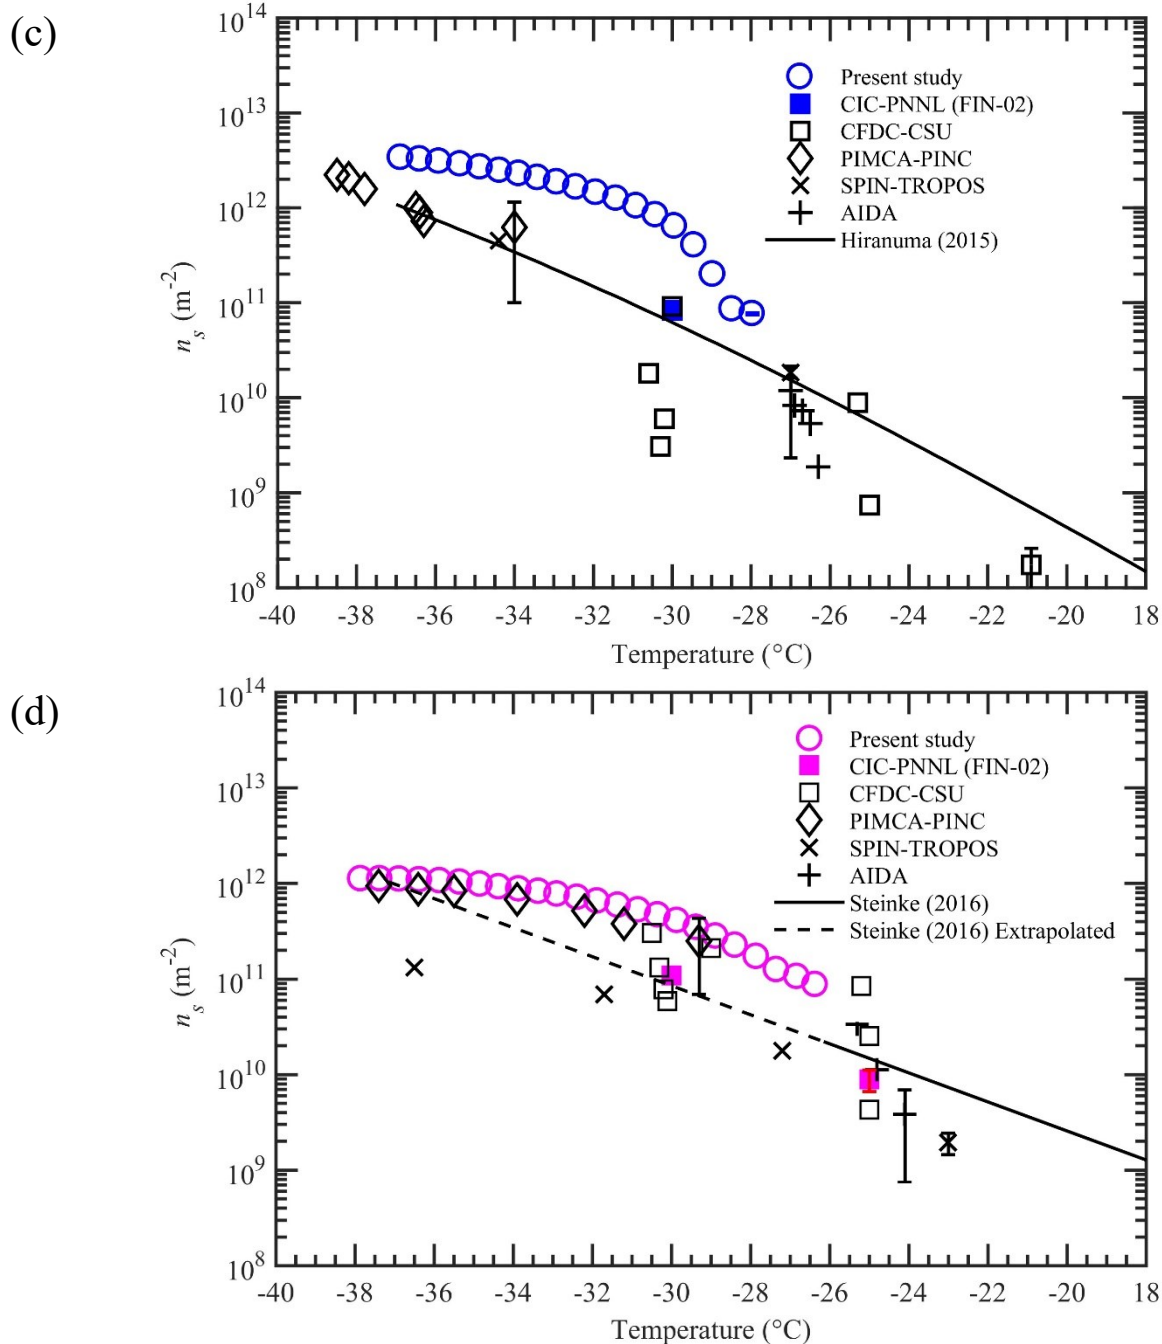 (c)
10^14
10^13
10^12
10^11
10^10
10^9
10^8
n_s (m^-2)
Present study
CIC-PNNL (FIN-02)
CFDC-CSU
PIMCA-PINC
SPIN-TROPOS
AIDA
Hiranuma (2015)
-40 -38 -36 -34 -32 -30 -28 -26 -24 -22 -20 18
Temperature (°C)
(d)
10^14
10^13
10^12
10^11
10^10
10^9
10^8
n_s (m^-2)
Present study
CIC-PNNL (FIN-02)
CFDC-CSU
PIMCA-PINC
SPIN-TROPOS
AIDA
Steinke (2016)
Steinke (2016) Extrapolated
-40 -38 -36 -34 -32 -30 -28 -26 -24 -22 -20 18
Temperature (°C)